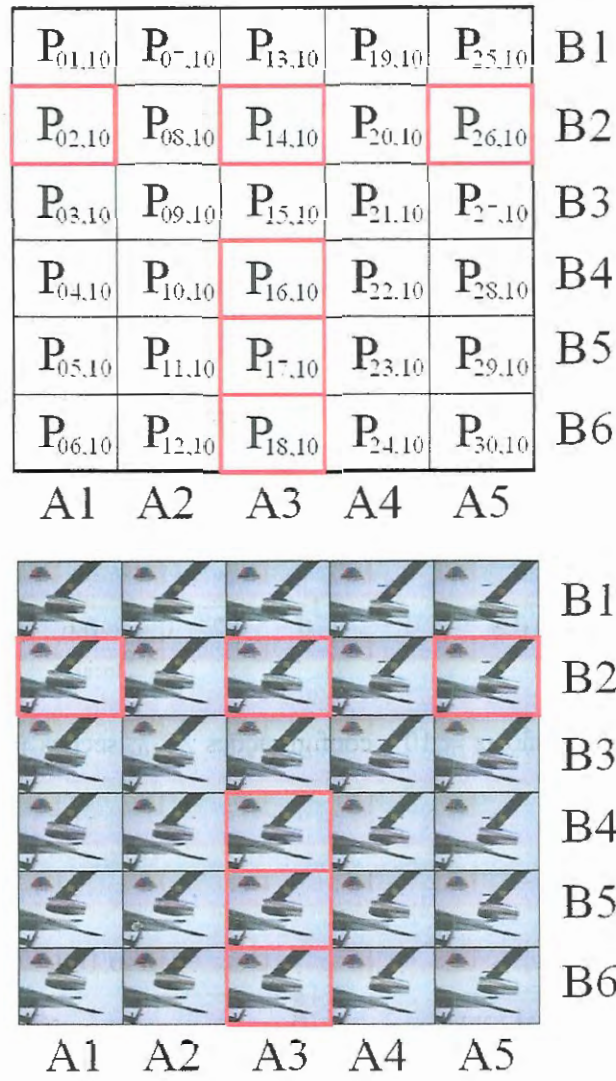 P01,10 P07,10 P13,10 P19,10 P25,10 B1
P02,10 P08,10 P14,10 P20,10 P26,10 B2
P03,10 P09,10 P15,10 P21,10 P27,10 B3
P04,10 P10,10 P16,10 P22,10 P28,10 B4
P05,10 P11,10 P17,10 P23,10 P29,10 B5
P06,10 P12,10 P18,10 P24,10 P30,10 B6
A1 A2 A3 A4 A5
B1
B2
B3
B4
B5
B6
A1 A2 A3 A4 A5